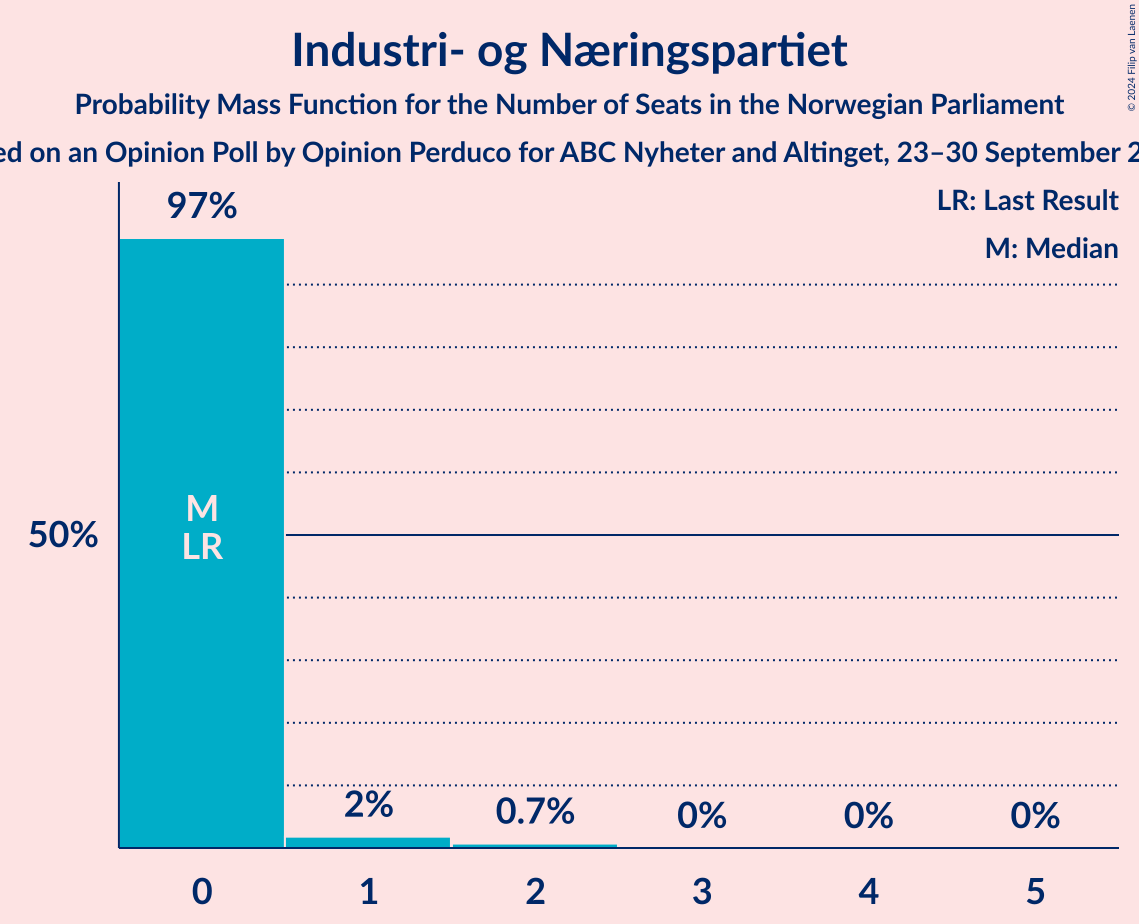 Industri- og Næringspartiet
Probability Mass Function for the Number of Seats in the Norwegian Parliament
on an Opinion Poll by Opinion Perduco for ABC Nyheter and Altinget, 23–30 September
© 2024 Filip van Laenen
LR: Last Result
M: Median
97%
M
LR
50%
2%
0.7%
0%
0%
0%
0
1
2
3
4
5